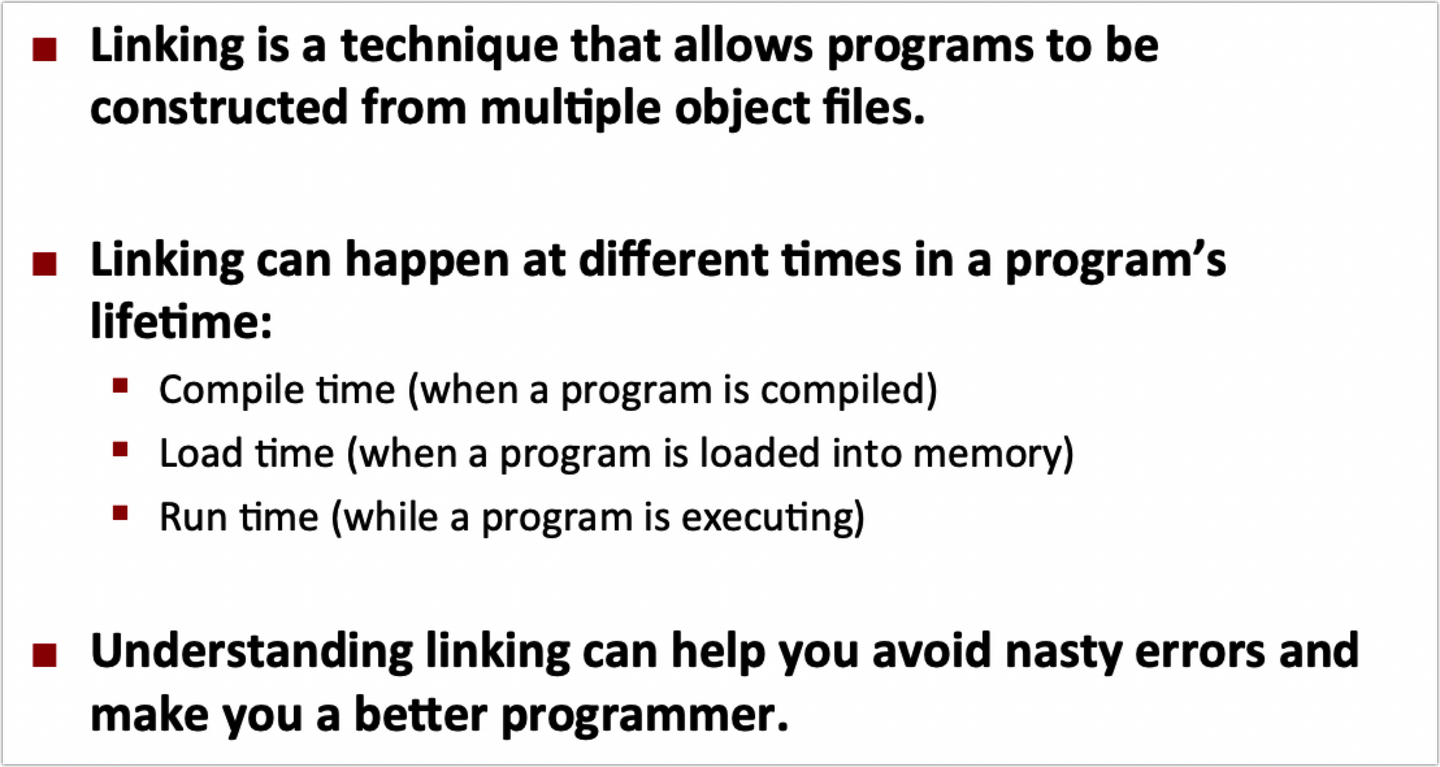 ■ Linking is a technique that allows programs to be
constructed from multiple object files.
■ Linking can happen at different times in a program’s
lifetime:
▪ Compile time (when a program is compiled)
▪ Load time (when a program is loaded into memory)
▪ Run time (while a program is executing)
■ Understanding linking can help you avoid nasty errors and
make you a better programmer.